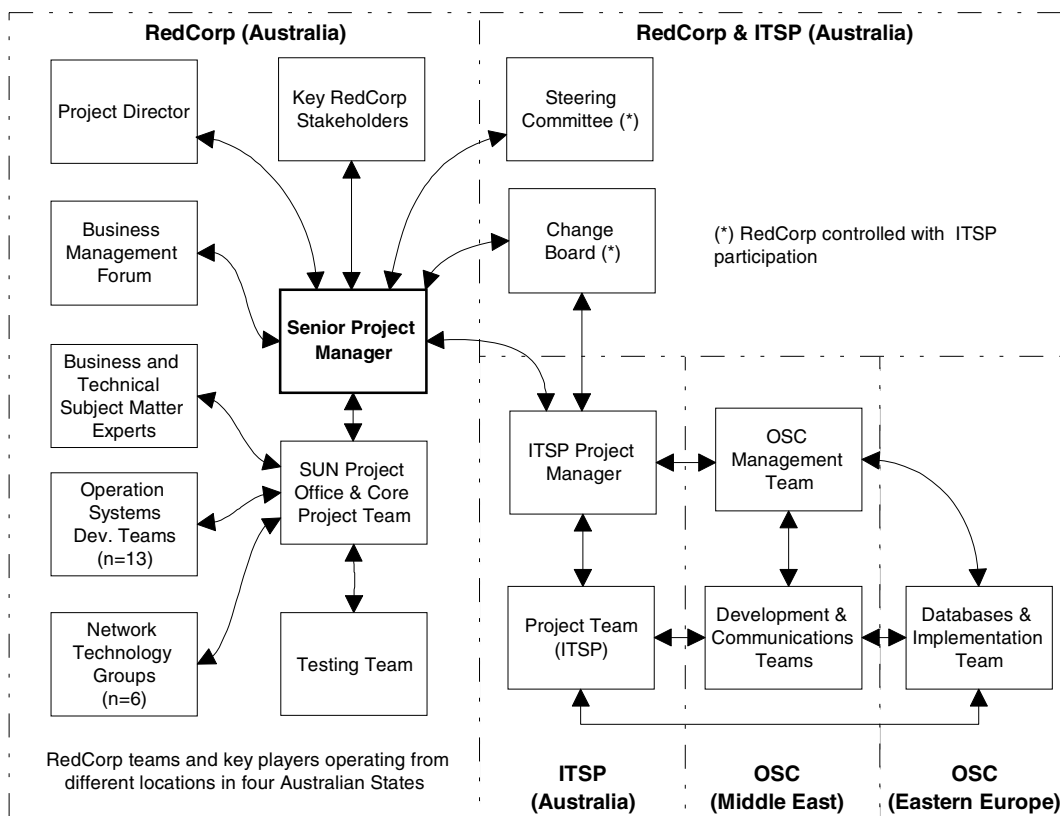 RedCorp (Australia)
RedCorp & ITSP (Australia)
Project Director
Key RedCorp
Stakeholders
Steering
Committee (*)
Business
Management
Forum
Change
Board (*)
(*) RedCorp controlled with ITSP
participation
Senior Project
Manager
Business and
Technical
Subject Matter
Experts
SUN Project
Office & Core
Project Team
ITSP Project
Manager
OSC
Management
Team
Operation
Systems
Dev. Teams
(n=13)
Network
Technology
Groups
(n=6)
Testing Team
Project Team
(ITSP)
Development &
Communications
Teams
Databases &
Implementation
Team
RedCorp teams and key players operating from
different locations in four Australian States
ITSP
(Australia)
OSC
(Middle East)
OSC
(Eastern Europe)